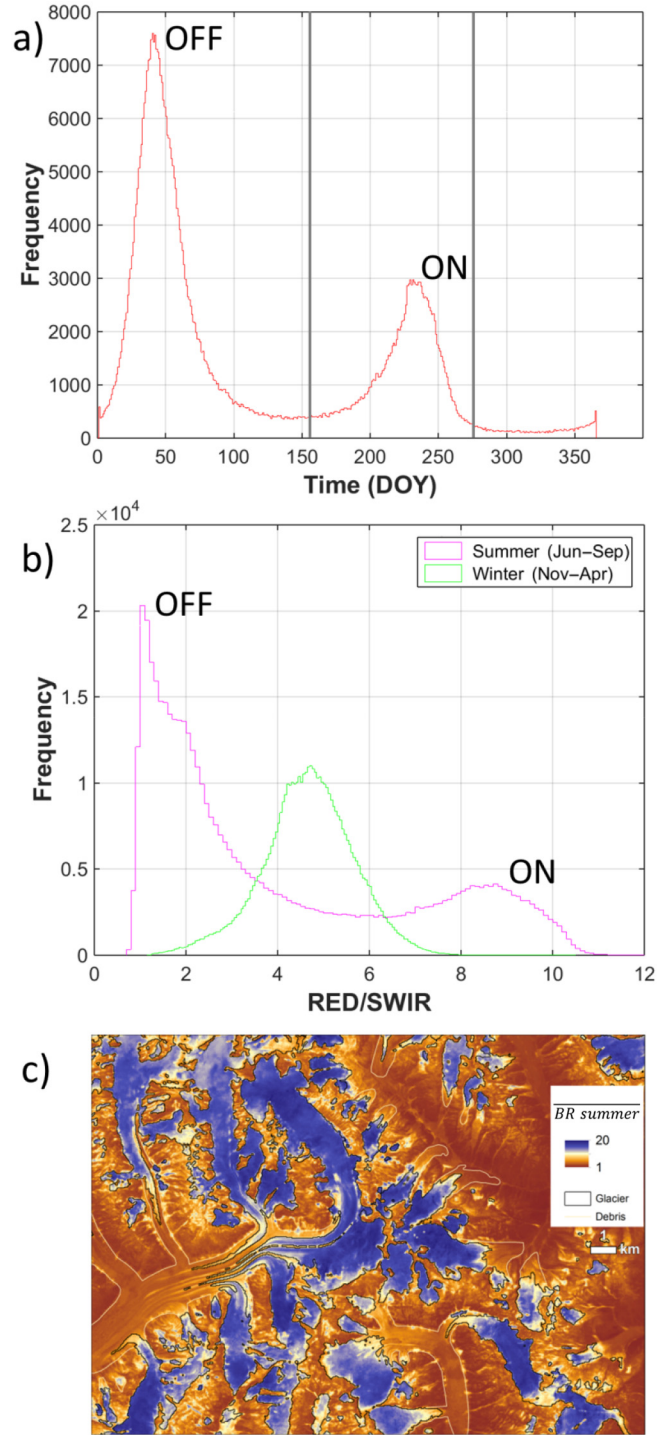 a)
OFF
ON
8000
7000
6000
5000
4000
3000
2000
1000
0
Frequency
0 50 100 150 200 250 300 350
Time (DOY)
b)
×10⁴
2.5
2
1.5
1
0.5
0
Frequency
Summer (Jun–Sep)
Winter (Nov–Apr)
OFF
ON
0 2 4 6 8 10 12
RED/SWIR
c)
BR summer
20
1
Glacier
Debris
1
km